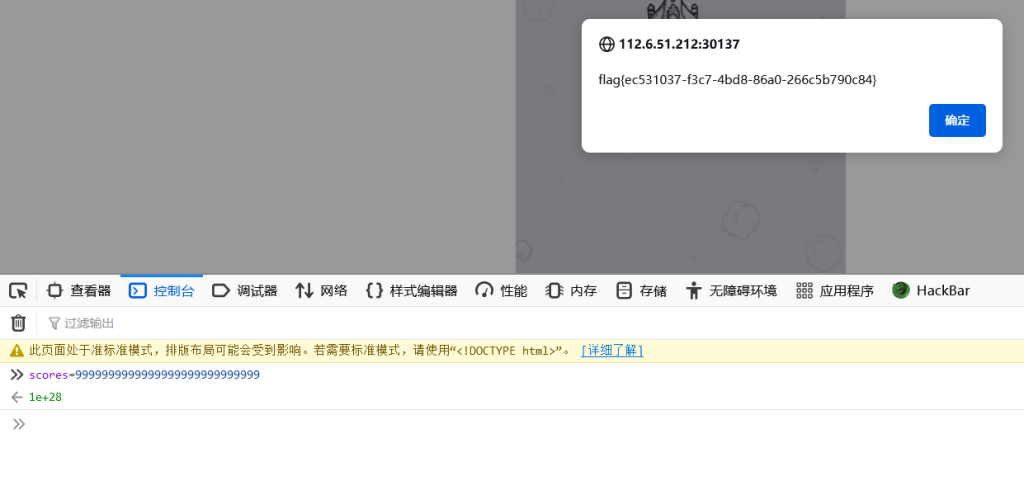 112.6.51.212:30137
flag{ec531037-f3c7-4bd8-86a0-266c5b790c84}
确定
查看器 控制台 调试器 网络 样式编辑器 性能 内存 存储 无障碍环境 应用程序 HackBar
过滤输出
此页面处于准标准模式，排版布局可能会受到影响。若需要标准模式，请使用“<!DOCTYPE html>”。 [详细了解]
scores=9999999999999999999999999999
1e+28